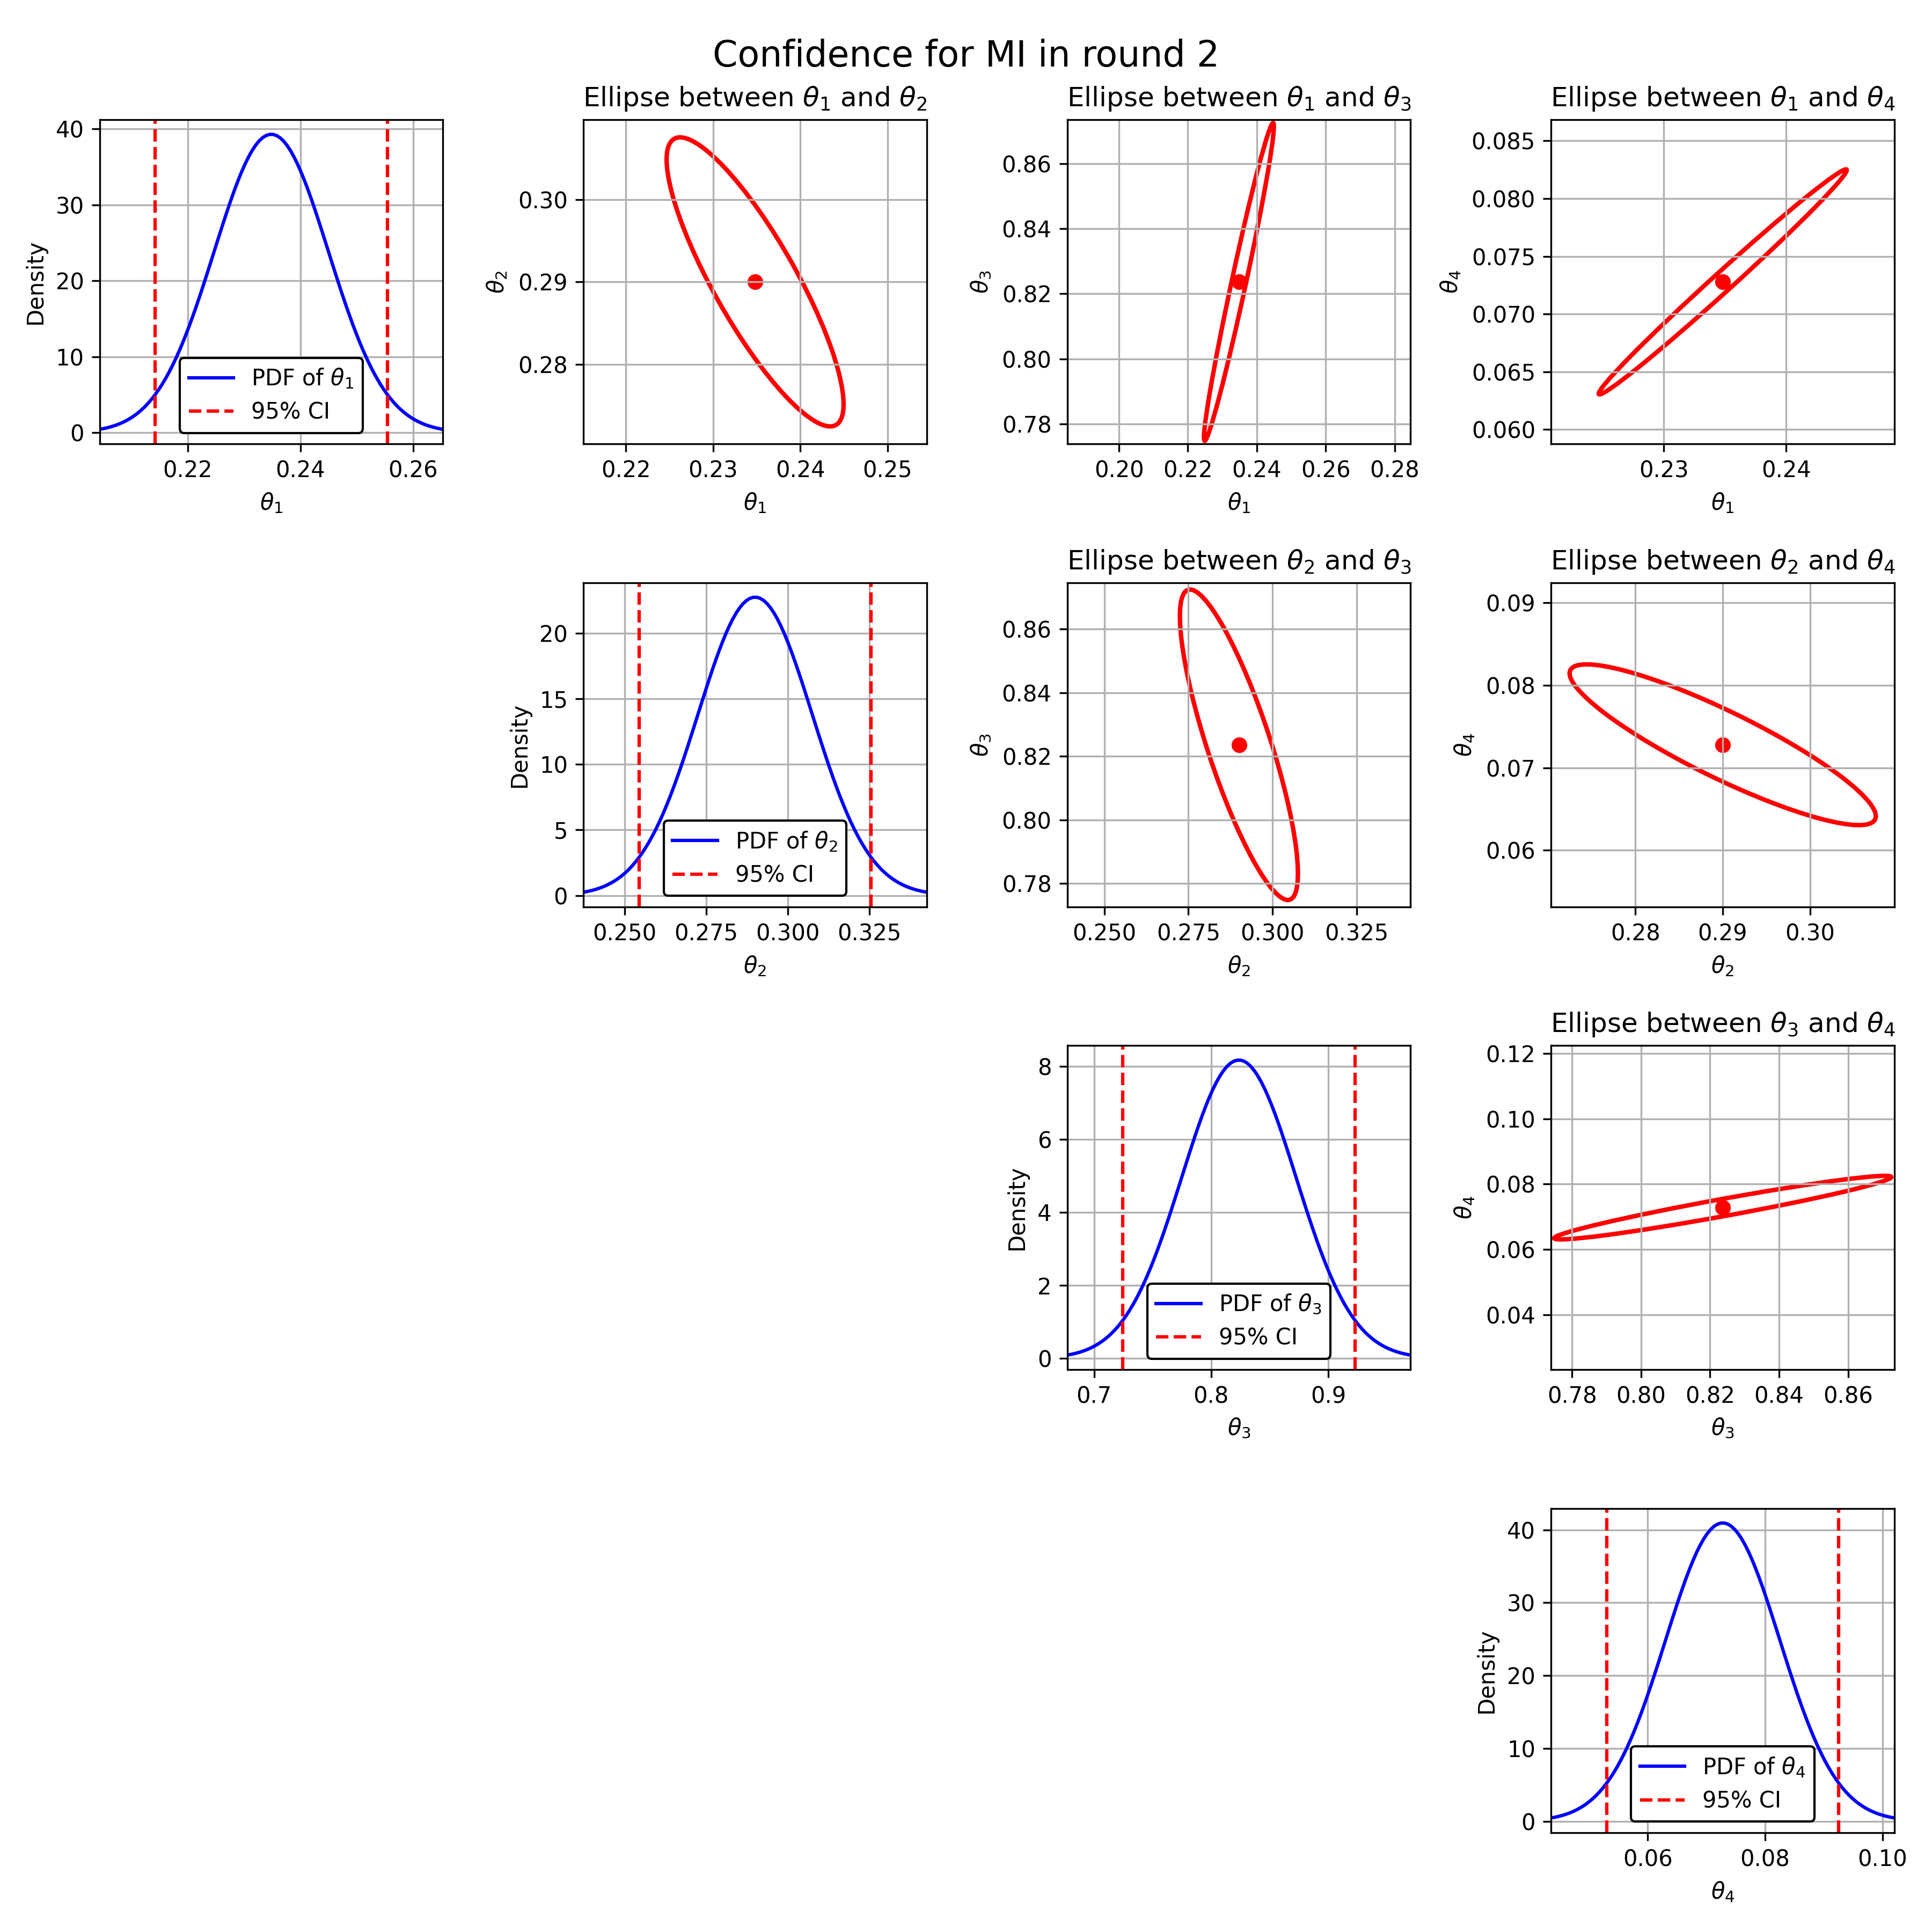 Confidence for MI in round 2
Ellipse between θ₁ and θ₂
Ellipse between θ₁ and θ₃
Ellipse between θ₁ and θ₄
40
30
20
10
0
Density
0.22 0.24 0.26
θ₁
PDF of θ₁
95% CI
0.30
0.29
0.28
θ₂
0.22 0.23 0.24 0.25
θ₁
0.86
0.84
0.82
0.80
0.78
θ₃
0.20 0.22 0.24 0.26 0.28
θ₁
0.085
0.080
0.075
0.070
0.065
0.060
θ₄
0.23 0.24
θ₁
Ellipse between θ₂ and θ₃
Ellipse between θ₂ and θ₄
20
15
10
5
0
Density
0.250 0.275 0.300 0.325
θ₂
PDF of θ₂
95% CI
0.86
0.84
0.82
0.80
0.78
θ₃
0.250 0.275 0.300 0.325
θ₂
0.09
0.08
0.07
0.06
θ₄
0.28 0.29 0.30
θ₂
Ellipse between θ₃ and θ₄
8
6
4
2
0
Density
0.7 0.8 0.9
θ₃
PDF of θ₃
95% CI
0.12
0.10
0.08
0.06
0.04
θ₄
0.78 0.80 0.82 0.84 0.86
θ₃
40
30
20
10
0
Density
0.06 0.08 0.10
θ₄
PDF of θ₄
95% CI